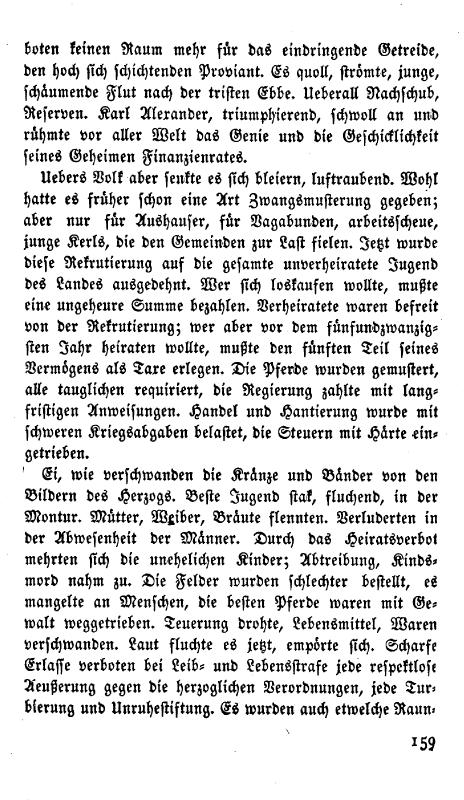 boten keinen Raum mehr für das eindringende Getreide,
den hoch sich schichtenden Proviant. Es quoll, strömte, junge,
schäumende Flut nach der tristen Ebbe. Ueberall Nachschub,
Reserven. Karl Alexander, triumphierend, schwoll an und
rühmte vor aller Welt das Genie und die Geschicklichkeit
seines Geheimen Finanzienrates.
Uebers Volk aber senkte es sich bleiern, luftraubend. Wohl
hatte es früher schon eine Art Zwangsmusterung gegeben;
aber nur für Aushauser, für Vagabunden, arbeitsscheue,
junge Kerls, die den Gemeinden zur Last fielen. Jetzt wurde
diese Rekrutierung auf die gesamte unverheiratete Jugend
des Landes ausgedehnt. Wer sich loskaufen wollte, mußte
eine ungeheure Summe bezahlen. Verheiratete waren befreit
von der Rekrutierung; wer aber vor dem fünfundzwanzig-
sten Jahr heiraten wollte, mußte den fünften Teil seines
Vermögens als Taxe erlegen. Die Pferde wurden gemustert,
alle tauglichen requiriert, die Regierung zahlte mit lang-
fristigen Anweisungen. Handel und Hantierung wurde mit
schweren Kriegsabgaben belastet, die Steuern mit Härte ein-
getrieben.
Ei, wie verschwanden die Kränze und Bänder von den
Bildern des Herzogs. Beste Jugend stak, fluchend, in der
Montur. Mütter, Weiber, Bräute flennten. Verluderten in
der Abwesenheit der Männer. Durch das Heiratsverbot
mehrten sich die unehelichen Kinder; Abtreibung, Kinds-
mord nahm zu. Die Felder wurden schlechter bestellt, es
mangelte an Menschen, die besten Pferde waren mit Ge-
walt weggetrieben. Teuerung drohte, Lebensmittel, Waren
verschwanden. Laut fluchte es jetzt, empörte sich. Scharfe
Erlasse verboten bei Leib- und Lebensstrafe jede respektlose
Aeußerung gegen die herzoglichen Verordnungen, jede Tur-
bierung und Unruhestiftung. Es wurden auch etwelche Raun-
159